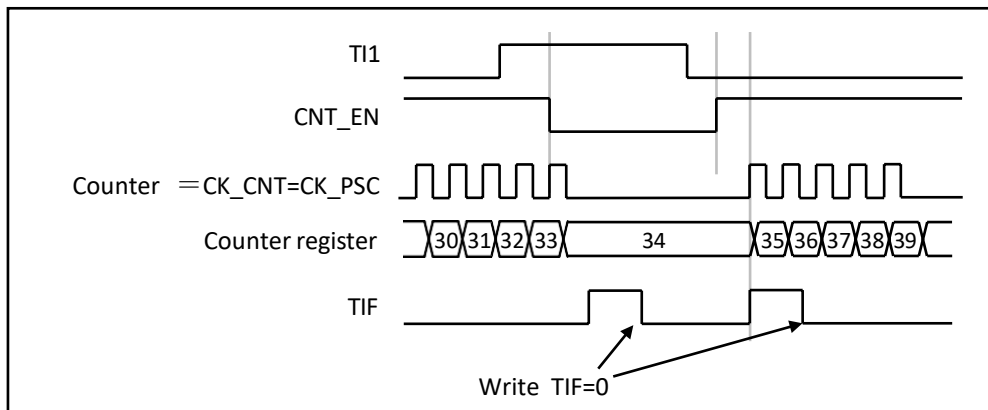 TI1
CNT_EN
Counter =CK_CNT=CK_PSC
Counter register
30 31 32 33 34 35 36 37 38 39
TIF
Write TIF=0